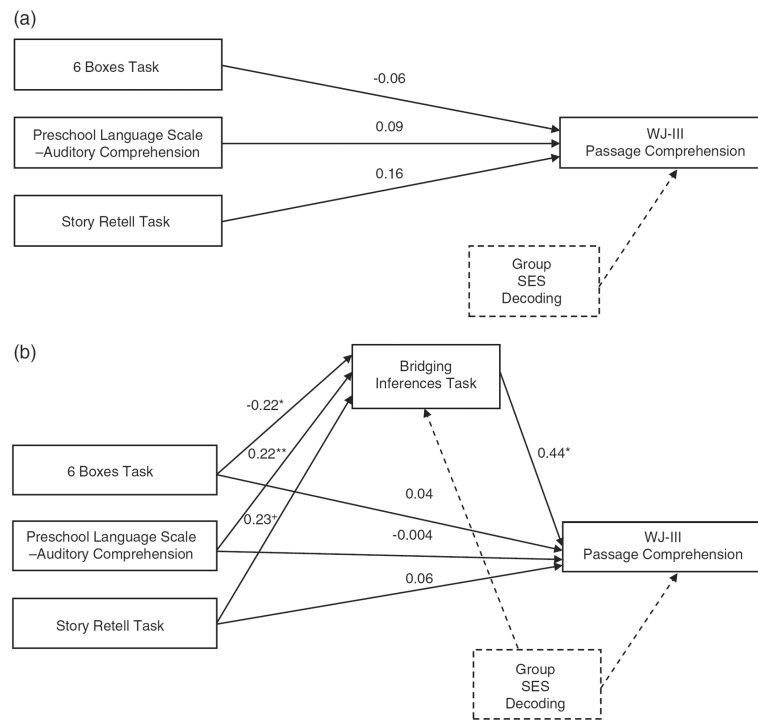 (a)
6 Boxes Task
-0.06
Preschool Language Scale
–Auditory Comprehension
0.09
WJ-III
Passage Comprehension
0.16
Story Retell Task
Group
SES
Decoding
(b)
Bridging
Inferences Task
-0.22*
0.22**
0.44*
6 Boxes Task
0.04
0.23+
Preschool Language Scale
–Auditory Comprehension
-0.004
WJ-III
Passage Comprehension
0.06
Story Retell Task
Group
SES
Decoding